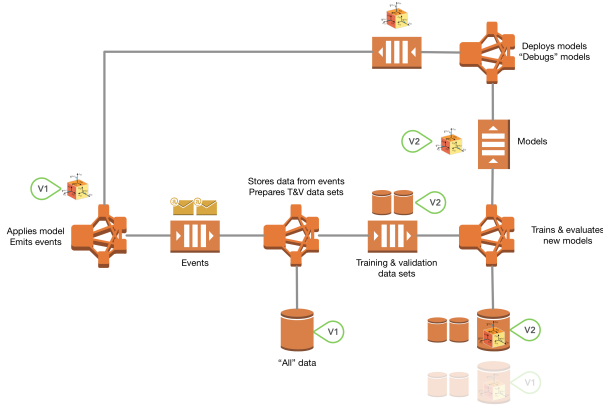 Deploys models
“Debugs” models
V2
Models
V1
Stores data from events
Prepares T&V data sets
V2
Applies model
Emits events
Trains & evaluates
new models
Events
Training & validation
data sets
V1
V2
“All” data
V1